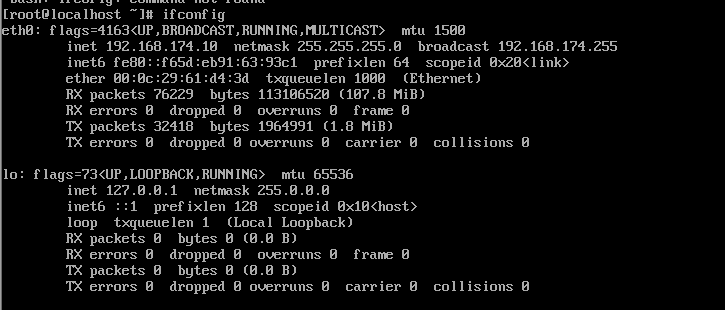 [root@localhost ~]# ifconfig
eth0: flags=4163<UP,BROADCAST,RUNNING,MULTICAST>  mtu 1500
        inet 192.168.174.10  netmask 255.255.255.0  broadcast 192.168.174.255
        inet6 fe80::f65d:eb91:63:93c1  prefixlen 64  scopeid 0x20<link>
        ether 00:0c:29:61:d4:3d  txqueuelen 1000  (Ethernet)
        RX packets 76229  bytes 113106520 (107.8 MiB)
        RX errors 0  dropped 0  overruns 0  frame 0
        TX packets 32418  bytes 1964991 (1.8 MiB)
        TX errors 0  dropped 0 overruns 0  carrier 0  collisions 0

lo: flags=73<UP,LOOPBACK,RUNNING>  mtu 65536
        inet 127.0.0.1  netmask 255.0.0.0
        inet6 ::1  prefixlen 128  scopeid 0x10<host>
        loop  txqueuelen 1  (Local Loopback)
        RX packets 0  bytes 0 (0.0 B)
        RX errors 0  dropped 0  overruns 0  frame 0
        TX packets 0  bytes 0 (0.0 B)
        TX errors 0  dropped 0 overruns 0  carrier 0  collisions 0